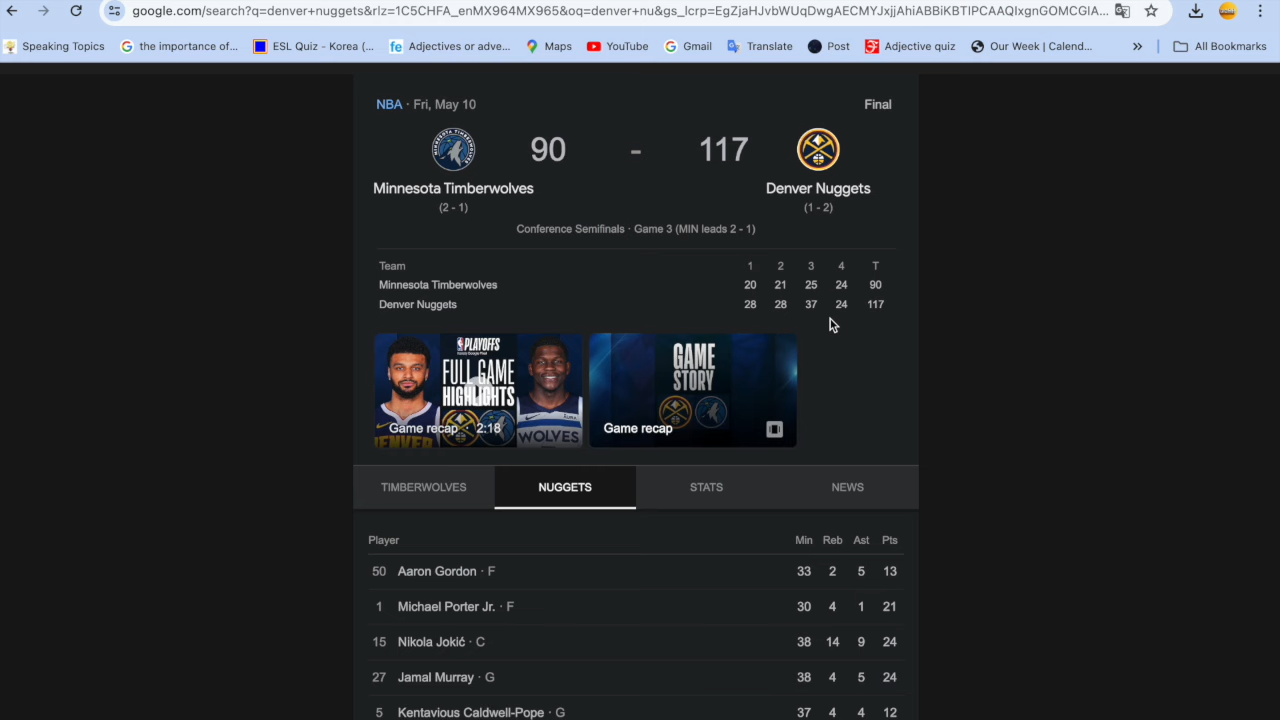 google.com/search?q=denver+nuggets&rlz=1C5CHFA_enMX964MX965&oq=denver+nu&gs_lcrp=EgZjaHJvbWUqDwgAECMYJxjjAhiABBiKBTIPCAAQIxgnGOMCGIA...
Speaking Topics the importance of... ESL Quiz - Korea (... Adjectives or adve... Maps YouTube Gmail Translate Post Adjective quiz Our Week | Calend... » All Bookmarks
NBA · Fri, May 10 Final
90 - 117
Minnesota Timberwolves Denver Nuggets
(2 - 1) (1 - 2)
Conference Semifinals · Game 3 (MIN leads 2 - 1)
Team 1 2 3 4 T
Minnesota Timberwolves 20 21 25 24 90
Denver Nuggets 28 28 37 24 117
NBA PLAYOFFS
FULL GAME
HIGHLIGHTS
Game recap · 2:18
DENVER
WOLVES
GAME
STORY
Game recap
TIMBERWOLVES NUGGETS STATS NEWS
Player Min Reb Ast Pts
50 Aaron Gordon · F 33 2 5 13
1 Michael Porter Jr. · F 30 4 1 21
15 Nikola Jokić · C 38 14 9 24
27 Jamal Murray · G 38 4 5 24
5 Kentavious Caldwell-Pope · G 37 4 4 12